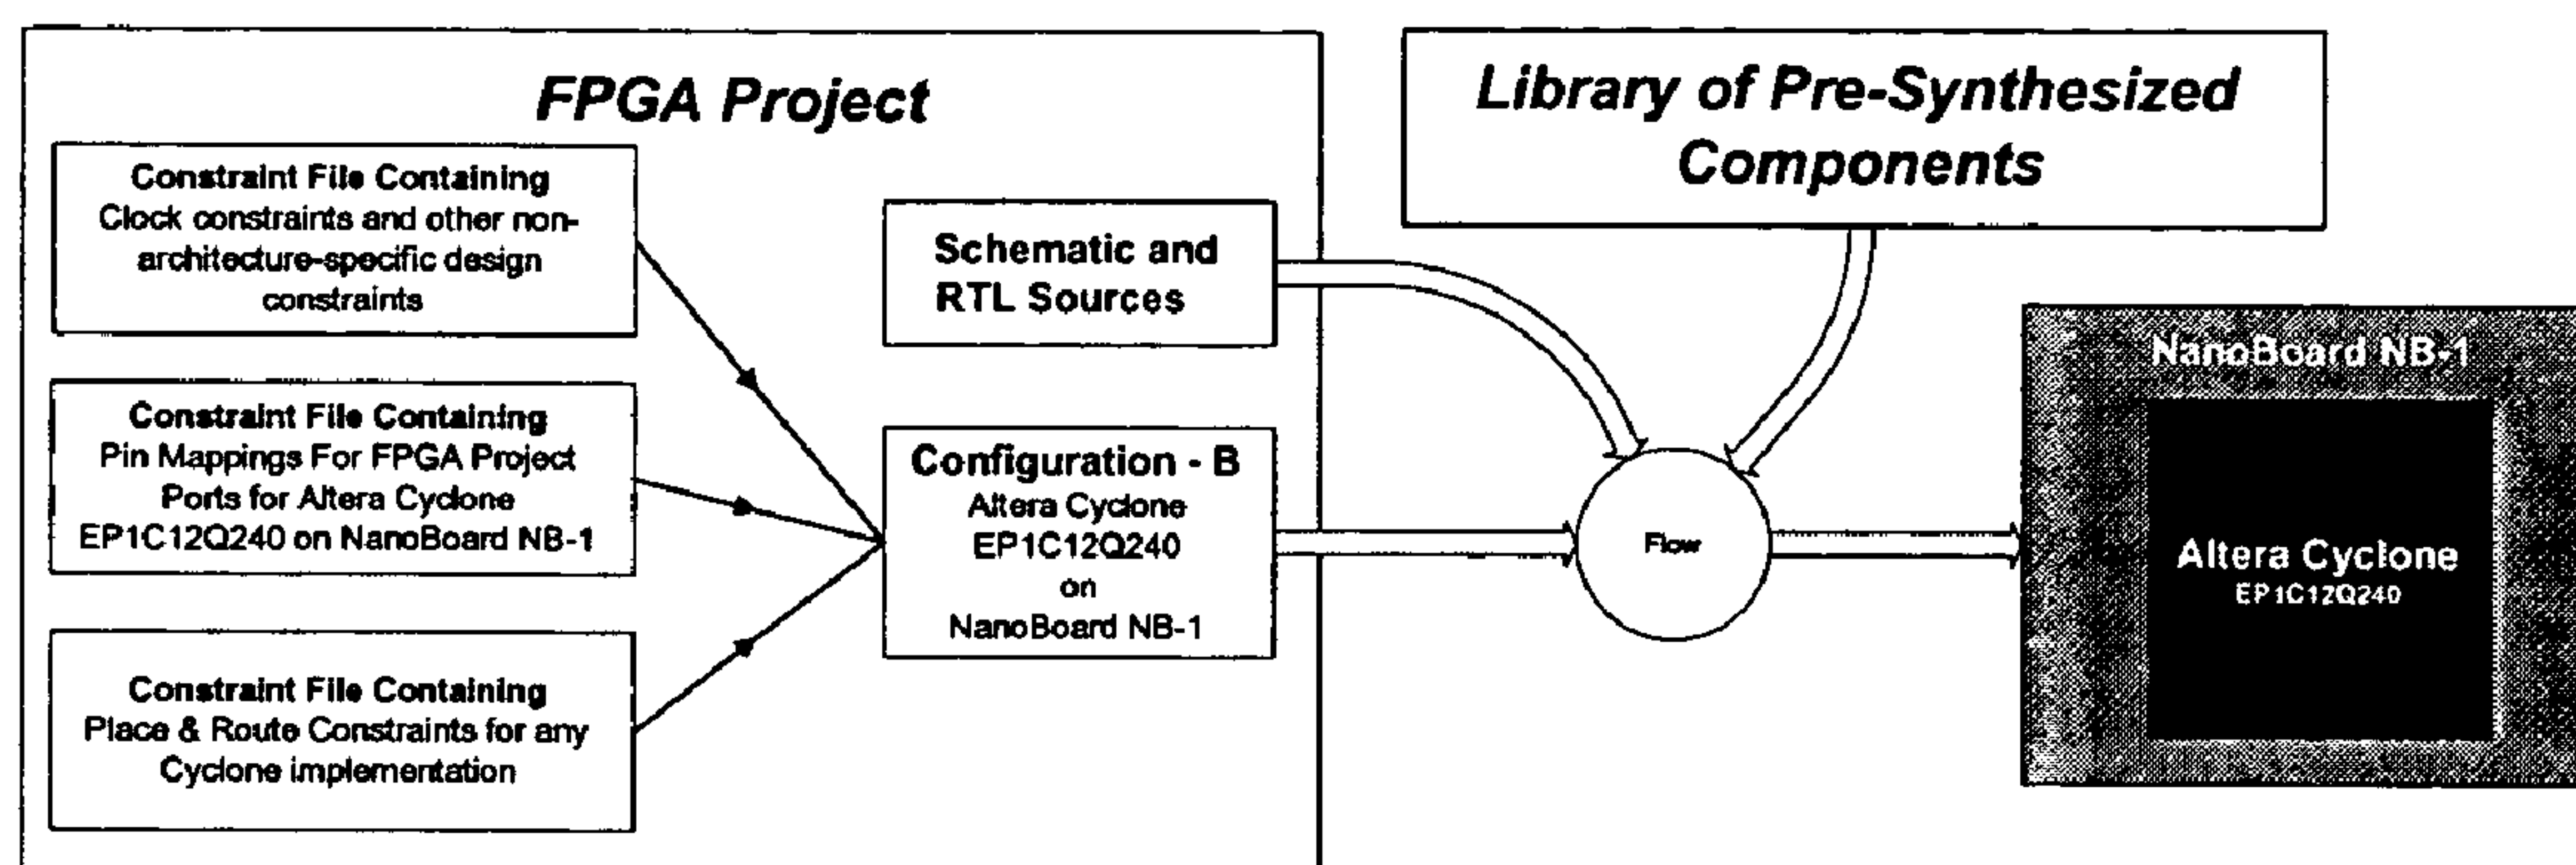 FPGA Project
Constraint File Containing
Clock constraints and other non-
architecture-specific design
constraints
Constraint File Containing
Pin Mappings For FPGA Project
Ports for Altera Cyclone
EP1C12Q240 on NanoBoard NB-1
Constraint File Containing
Place & Route Constraints for any
Cyclone implementation
Schematic and
RTL Sources
Configuration - B
Altera Cyclone
EP1C12Q240
on
NanoBoard NB-1
Library of Pre-Synthesized
Components
Flow
NanoBoard NB-1
Altera Cyclone
EP1C12Q240